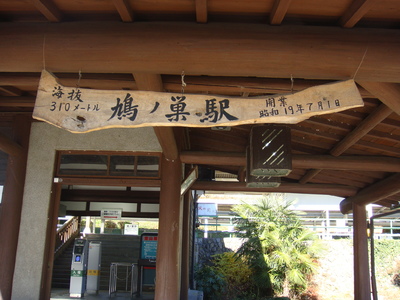 海抜
310メートル
鳩ノ巣駅
開業
昭和19年7月1日